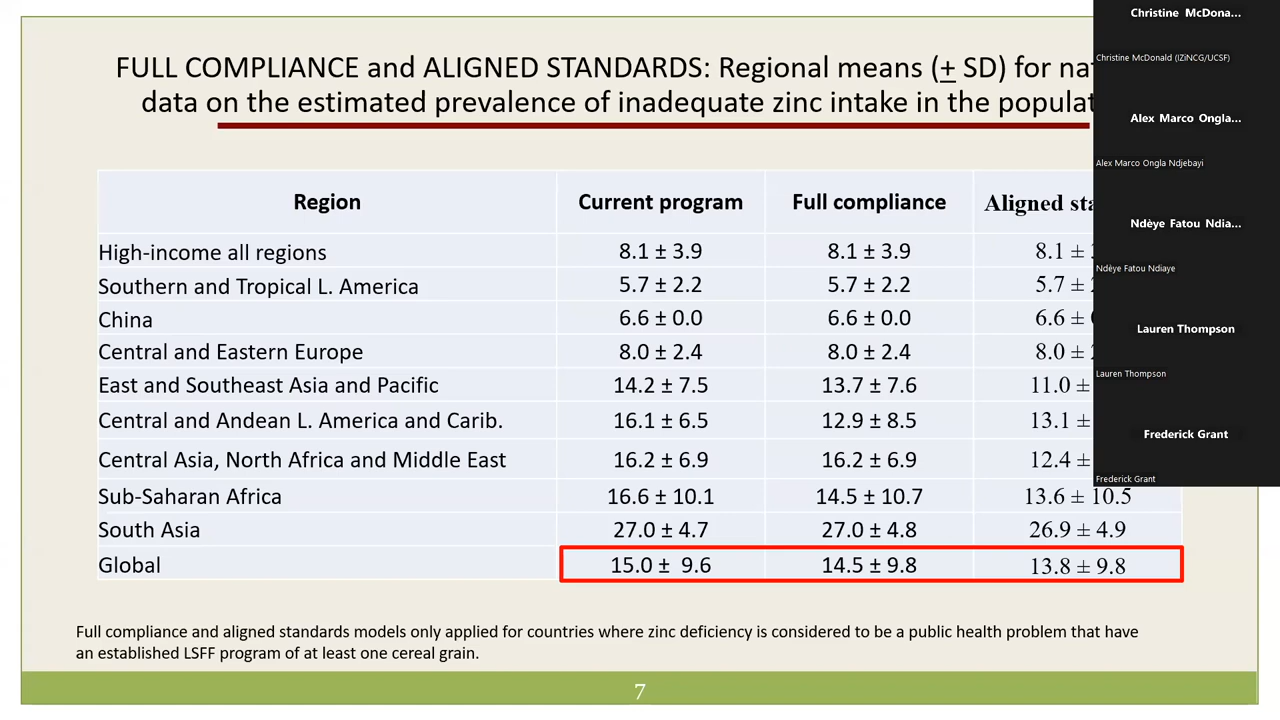 FULL COMPLIANCE and ALIGNED STANDARDS: Regional means (± SD) for
data on the estimated prevalence of inadequate zinc intake in the
Region Current program Full compliance Aligned
High-income all regions 8.1 ± 3.9 8.1 ± 3.9 8.1 ±
Southern and Tropical L. America 5.7 ± 2.2 5.7 ± 2.2 5.7 ±
China 6.6 ± 0.0 6.6 ± 0.0 6.6 ±
Central and Eastern Europe 8.0 ± 2.4 8.0 ± 2.4 8.0 ±
East and Southeast Asia and Pacific 14.2 ± 7.5 13.7 ± 7.6 11.0 ±
Central and Andean L. America and Carib. 16.1 ± 6.5 12.9 ± 8.5 13.1 ±
Central Asia, North Africa and Middle East 16.2 ± 6.9 16.2 ± 6.9 12.4 ±
Sub-Saharan Africa 16.6 ± 10.1 14.5 ± 10.7 13.6 ± 10.5
South Asia 27.0 ± 4.7 27.0 ± 4.8 26.9 ± 4.9
Global 15.0 ± 9.6 14.5 ± 9.8 13.8 ± 9.8
Full compliance and aligned standards models only applied for countries where zinc deficiency is considered to be a public health problem that have
an established LSFF program of at least one cereal grain.
7
Christine McDona...
Christine McDonald (IZiNCG/UCSF)
Alex Marco Ongla...
Alex Marco Ongla Ndjebayi
Ndèye Fatou Ndia...
Ndèye Fatou Ndiaye
Lauren Thompson
Lauren Thompson
Frederick Grant
Frederick Grant